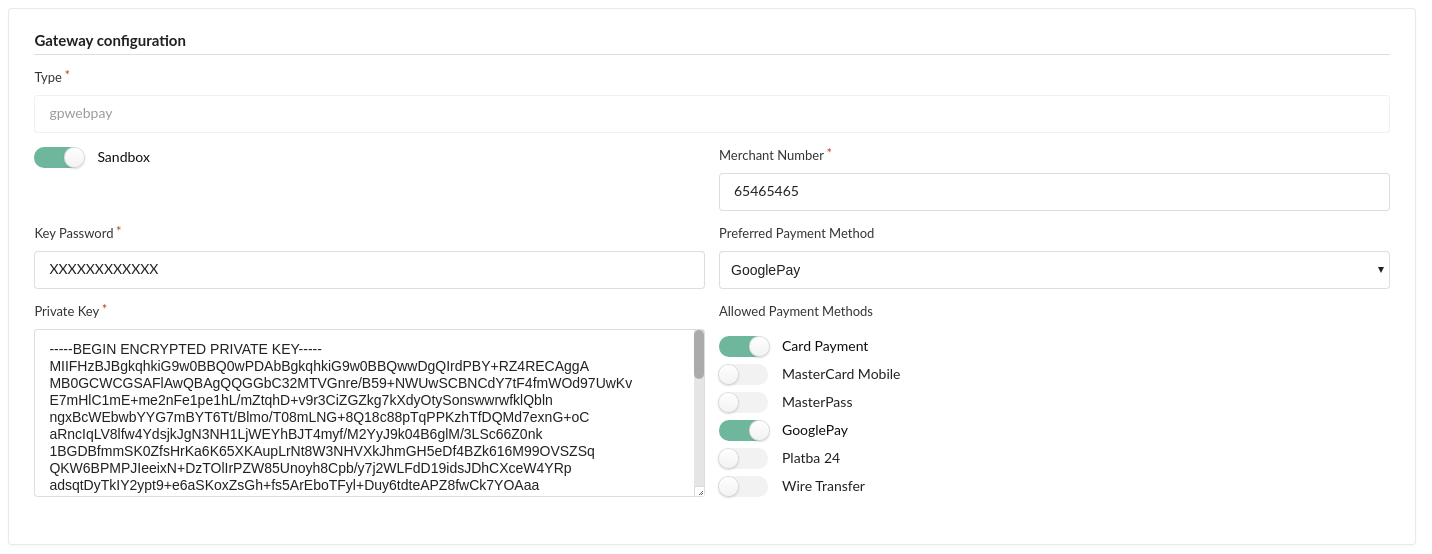 Gateway configuration
Type *
gpwebpay
Sandbox
Merchant Number *
65465465
Key Password *
XXXXXXXXXXXX
Preferred Payment Method
GooglePay
Private Key *
-----BEGIN ENCRYPTED PRIVATE KEY-----
MIIFHzBJBgkqhkiG9w0BBQ0wPDAbBgkqhkiG9w0BBQwwDgQIrdPBY+RZ4RECAggA
MB0GCWCGSAFlAwQBAgQQGGbC32MTVGnre/B59+NWUwSCBNCdY7tF4fmWOd97UwKv
E7mHlC1mE+me2nFe1pe1hL/mZtqhD+v9r3CiZGZkg7kXdyOtySonswwrwfklQbln
ngxBcWEbwbYYG7mBYT6Tt/Blmo/T08mLNG+8Q18c88pTqPPKzhTfDQMd7exnG+oC
aRncIqLV8lfw4YdsjkJgN3NH1LjWEYhBJT4myf/M2YyJ9k04B6glM/3LSc66Z0nk
1BGDBfmmSK0ZfsHrKa6K65XKAupLrNt8W3NHVXkJhmGH5eDf4BZk616M99OVSZSq
QKW6BPMPJIeeixN+DzTOlIrPZW85Unoyh8Cpb/y7j2WLFdD19idsJDhCXceW4YRp
adsqtDyTkIY2ypt9+e6aSKoxZsGh+fs5ArEboTFyl+Duy6tdteAPZ8fwCk7YOAaa
Allowed Payment Methods
Card Payment
MasterCard Mobile
MasterPass
GooglePay
Platba 24
Wire Transfer